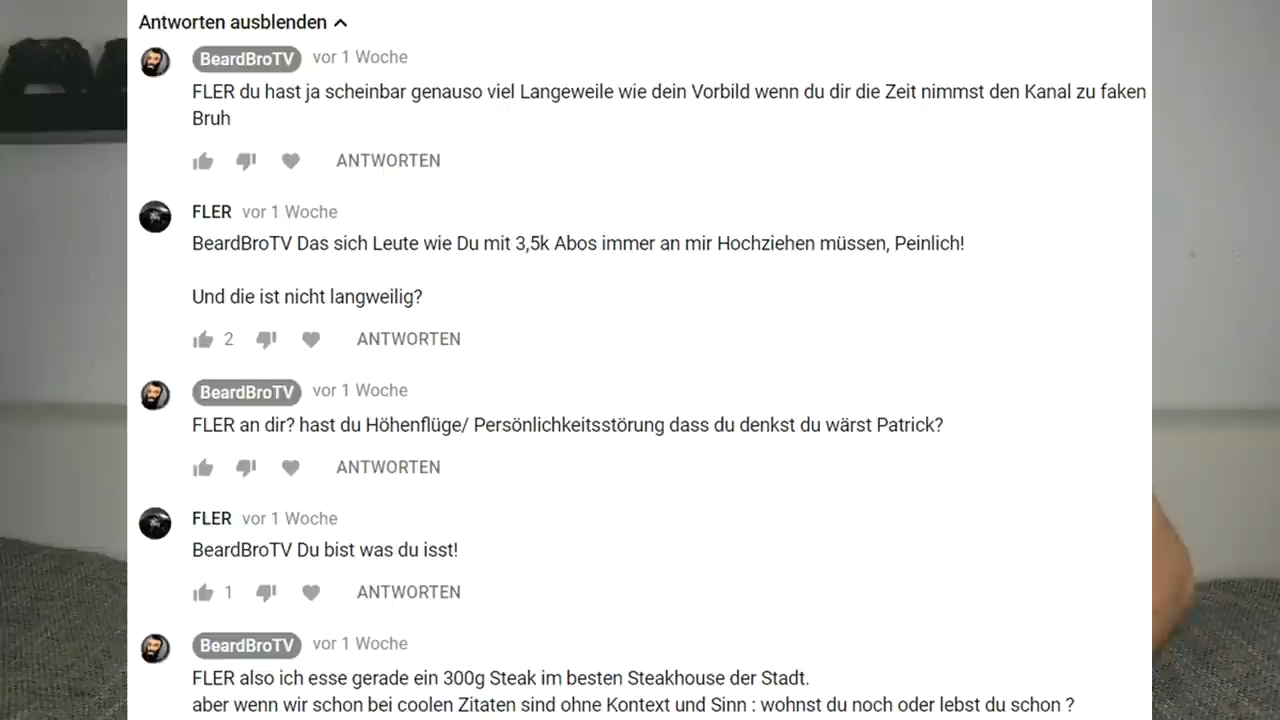 Antworten ausblenden
BeardBroTV vor 1 Woche
FLER du hast ja scheinbar genauso viel Langeweile wie dein Vorbild wenn du dir die Zeit nimmst den Kanal zu faken
Bruh
ANTWORTEN
FLER vor 1 Woche
BeardBroTV Das sich Leute wie Du mit 3,5k Abos immer an mir Hochziehen müssen, Peinlich!
Und die ist nicht langweilig?
2 ANTWORTEN
BeardBroTV vor 1 Woche
FLER an dir? hast du Höhenflüge/ Persönlichkeitsstörung dass du denkst du wärst Patrick?
ANTWORTEN
FLER vor 1 Woche
BeardBroTV Du bist was du isst!
1 ANTWORTEN
BeardBroTV vor 1 Woche
FLER also ich esse gerade ein 300g Steak im besten Steakhouse der Stadt.
aber wenn wir schon bei coolen Zitaten sind ohne Kontext und Sinn : wohnst du noch oder lebst du schon ?